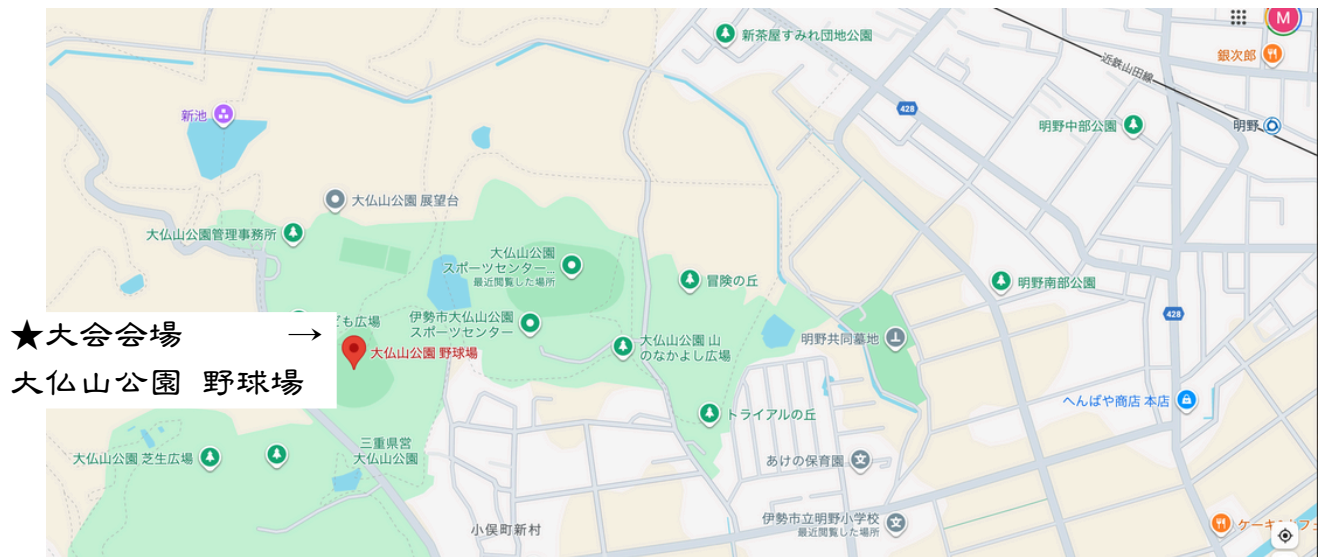 M
新茶屋すみれ団地公園
銀次郎
近鉄山田線
428
新池
明野中部公園
明野
大仏山公園 展望台
大仏山公園管理事務所
大仏山公園
スポーツセンター...
最近閲覧した場所
冒険の丘
明野南部公園
428
★大会会場 →
大仏山公園 野球場
ども広場
伊勢市大仏山公園
スポーツセンター
大仏山公園 野球場
大仏山公園 山
のなかよし広場
明野共同墓地
へんばや商店 本店
トライアルの丘
三重県営
大仏山公園
大仏山公園 芝生広場
あけの保育園
小俣町新村
伊勢市立明野小学校
最近閲覧した場所